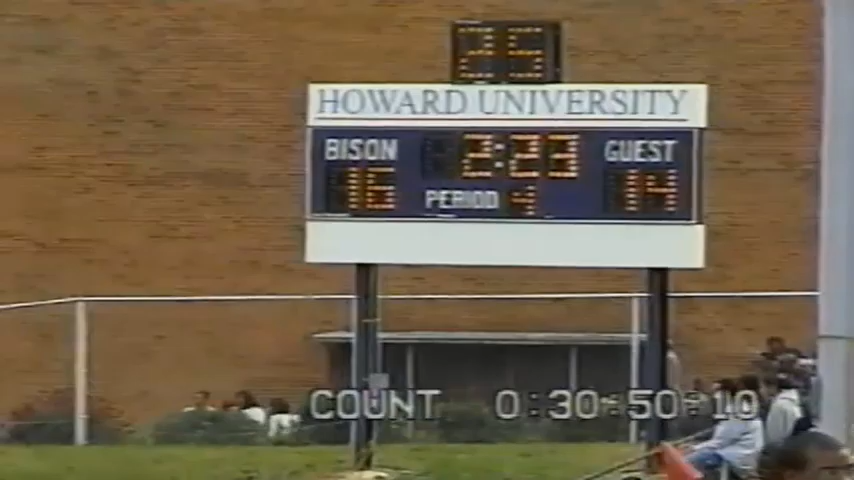 25
HOWARD UNIVERSITY
BISON 2:23 GUEST
16 PERIOD 4 14
COUNT 0:30:50:10